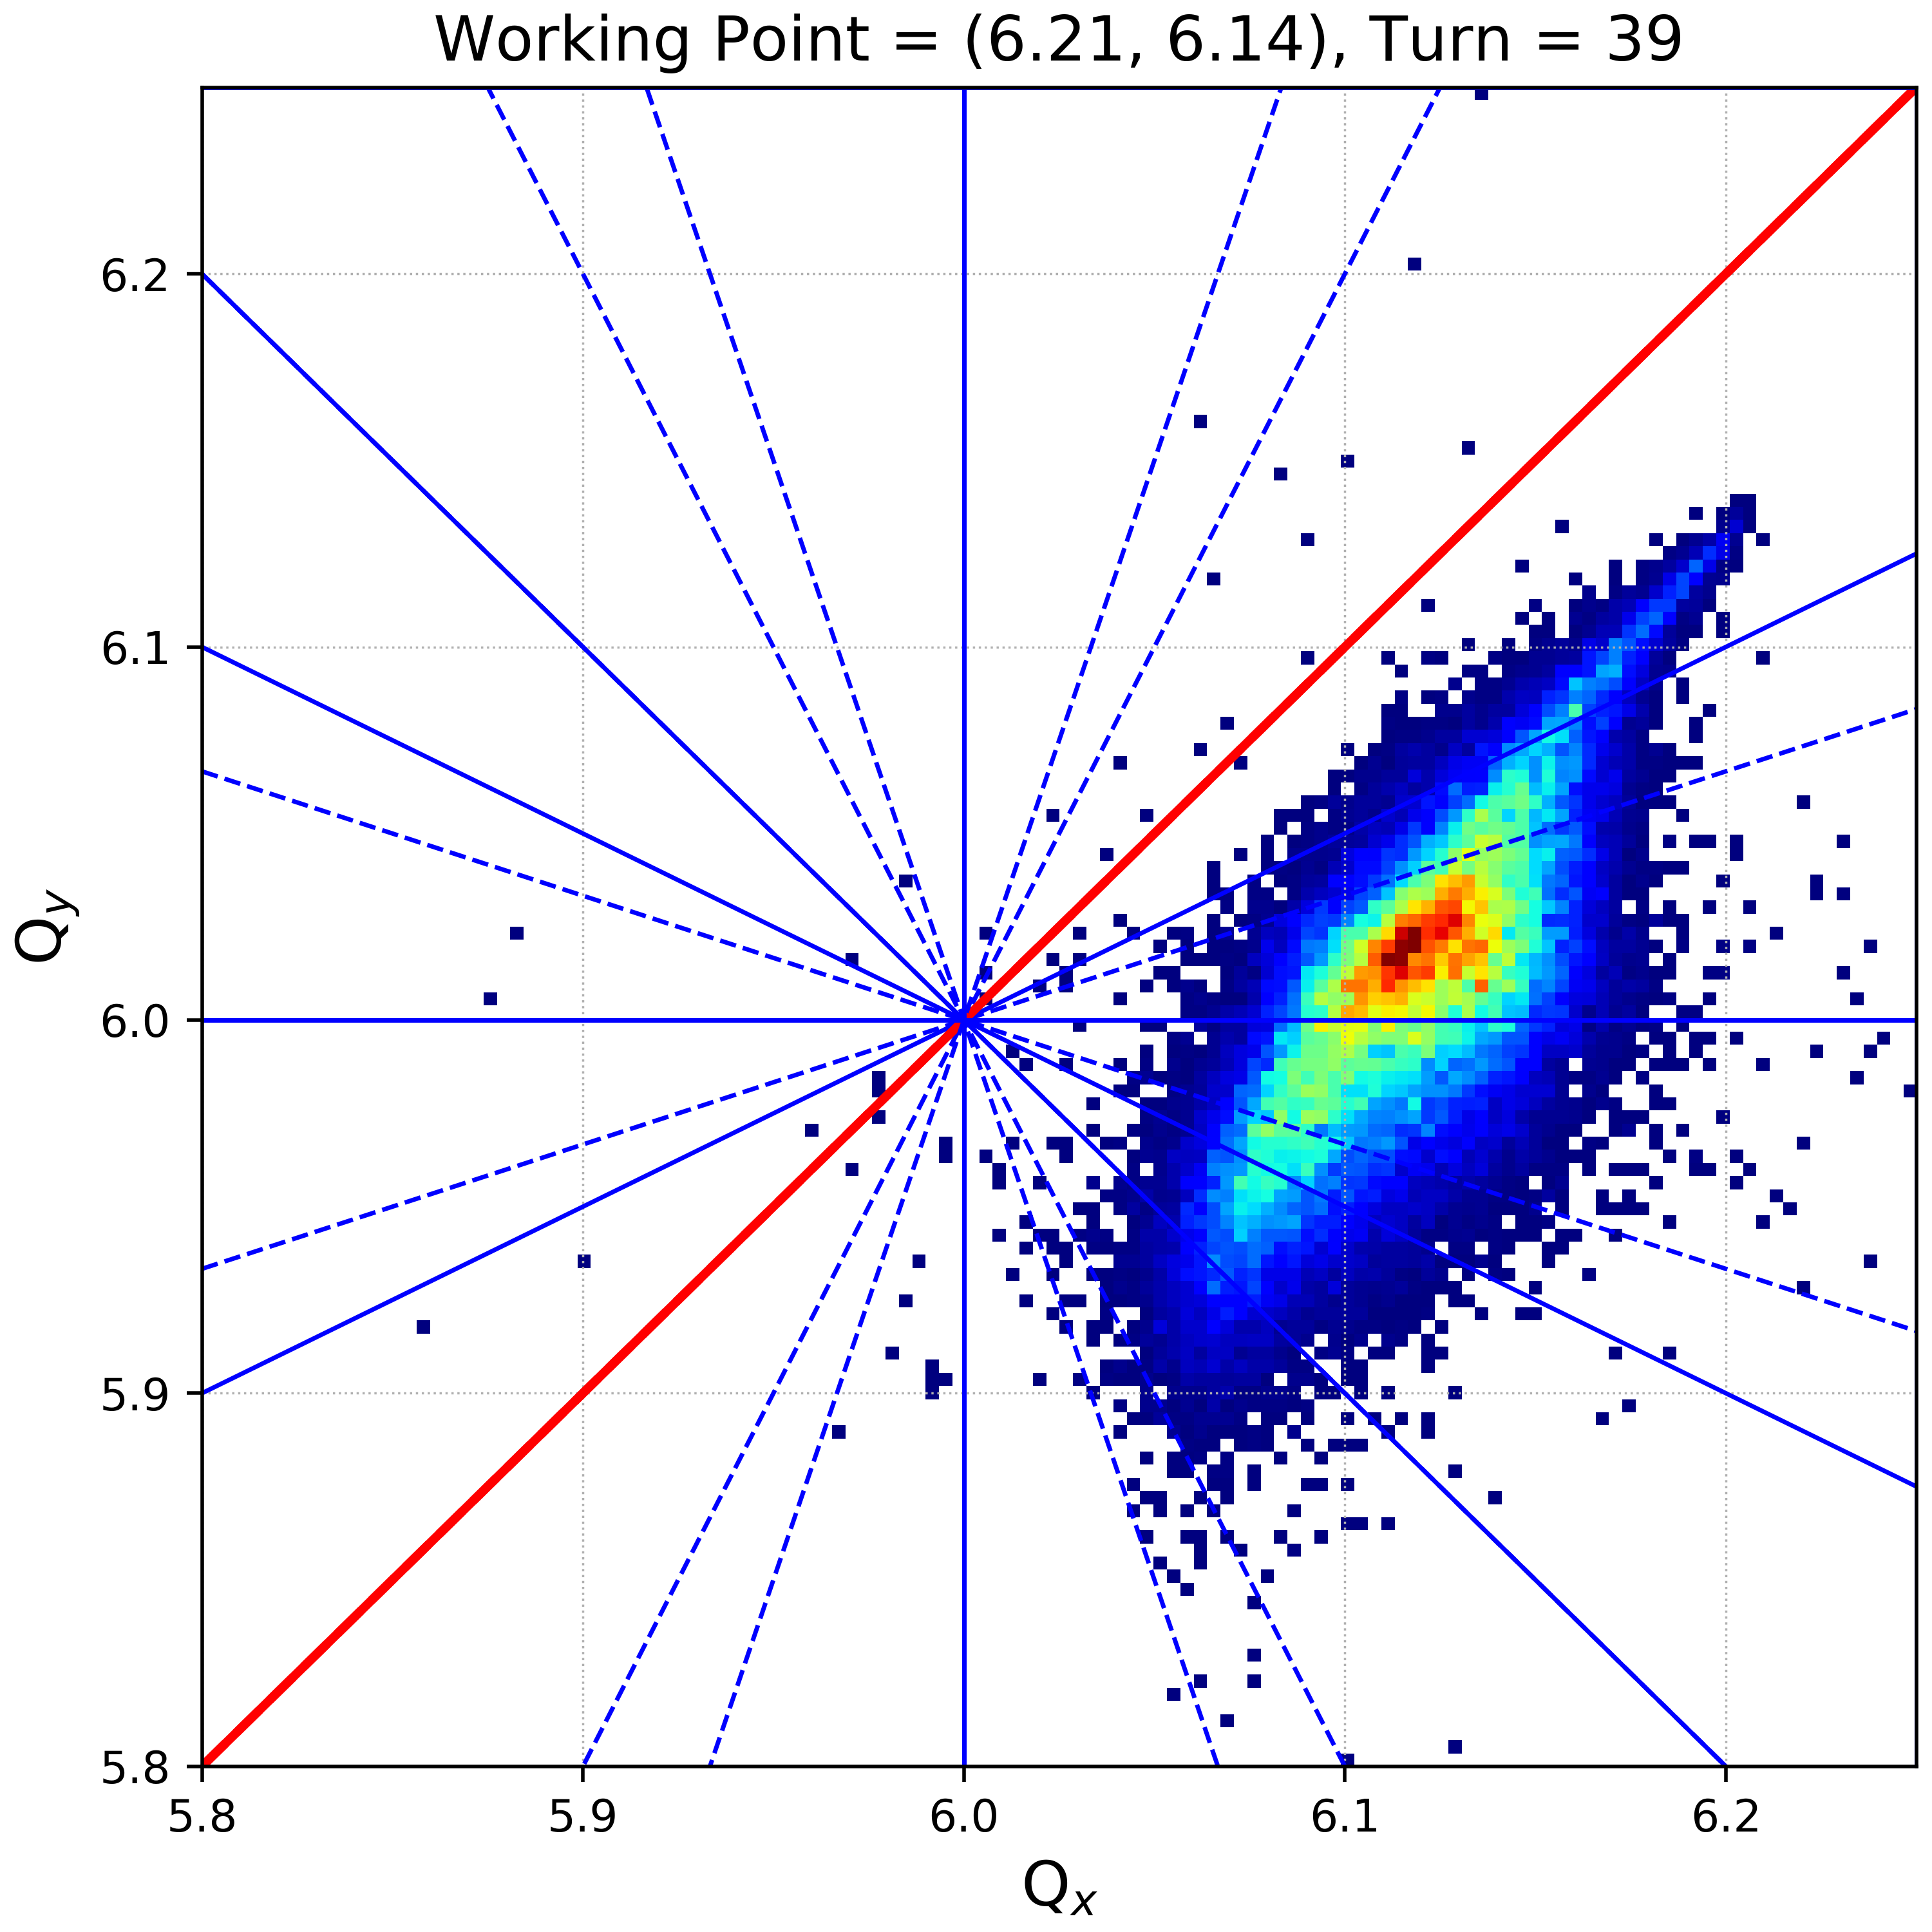 Working Point = (6.21, 6.14), Turn = 39
6.2
6.1
6.0
5.9
5.8
Qy
5.8 5.9 6.0 6.1 6.2
Qx